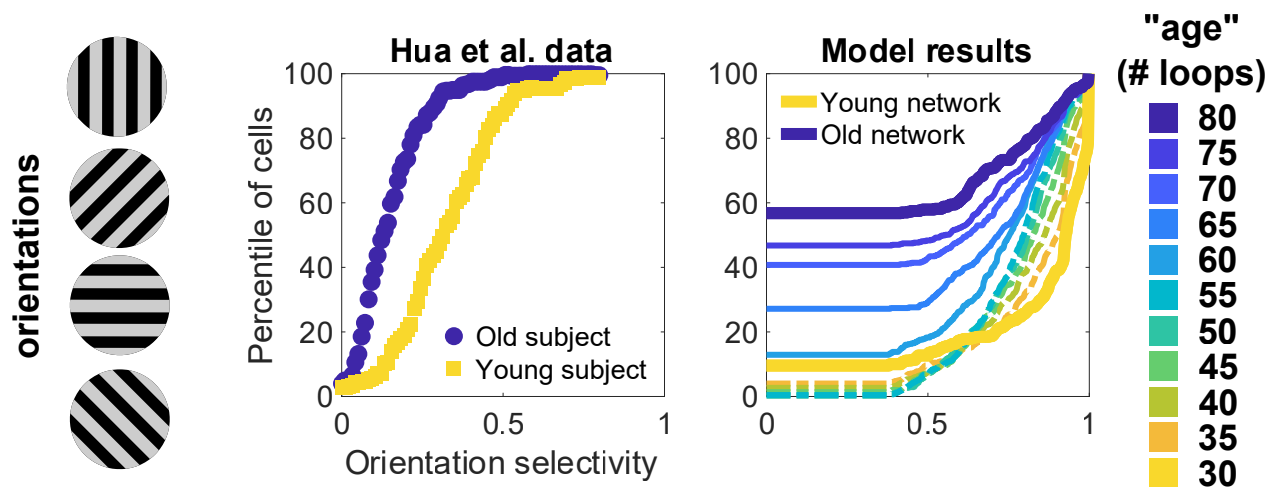 orientations
Hua et al. data
Percentile of cells
100
80
60
40
20
0
0
0.5
1
Orientation selectivity
Old subject
Young subject
Model results
100
80
60
40
20
0
0
0.5
1
Young network
Old network
"age"
(# loops)
80
75
70
65
60
55
50
45
40
35
30